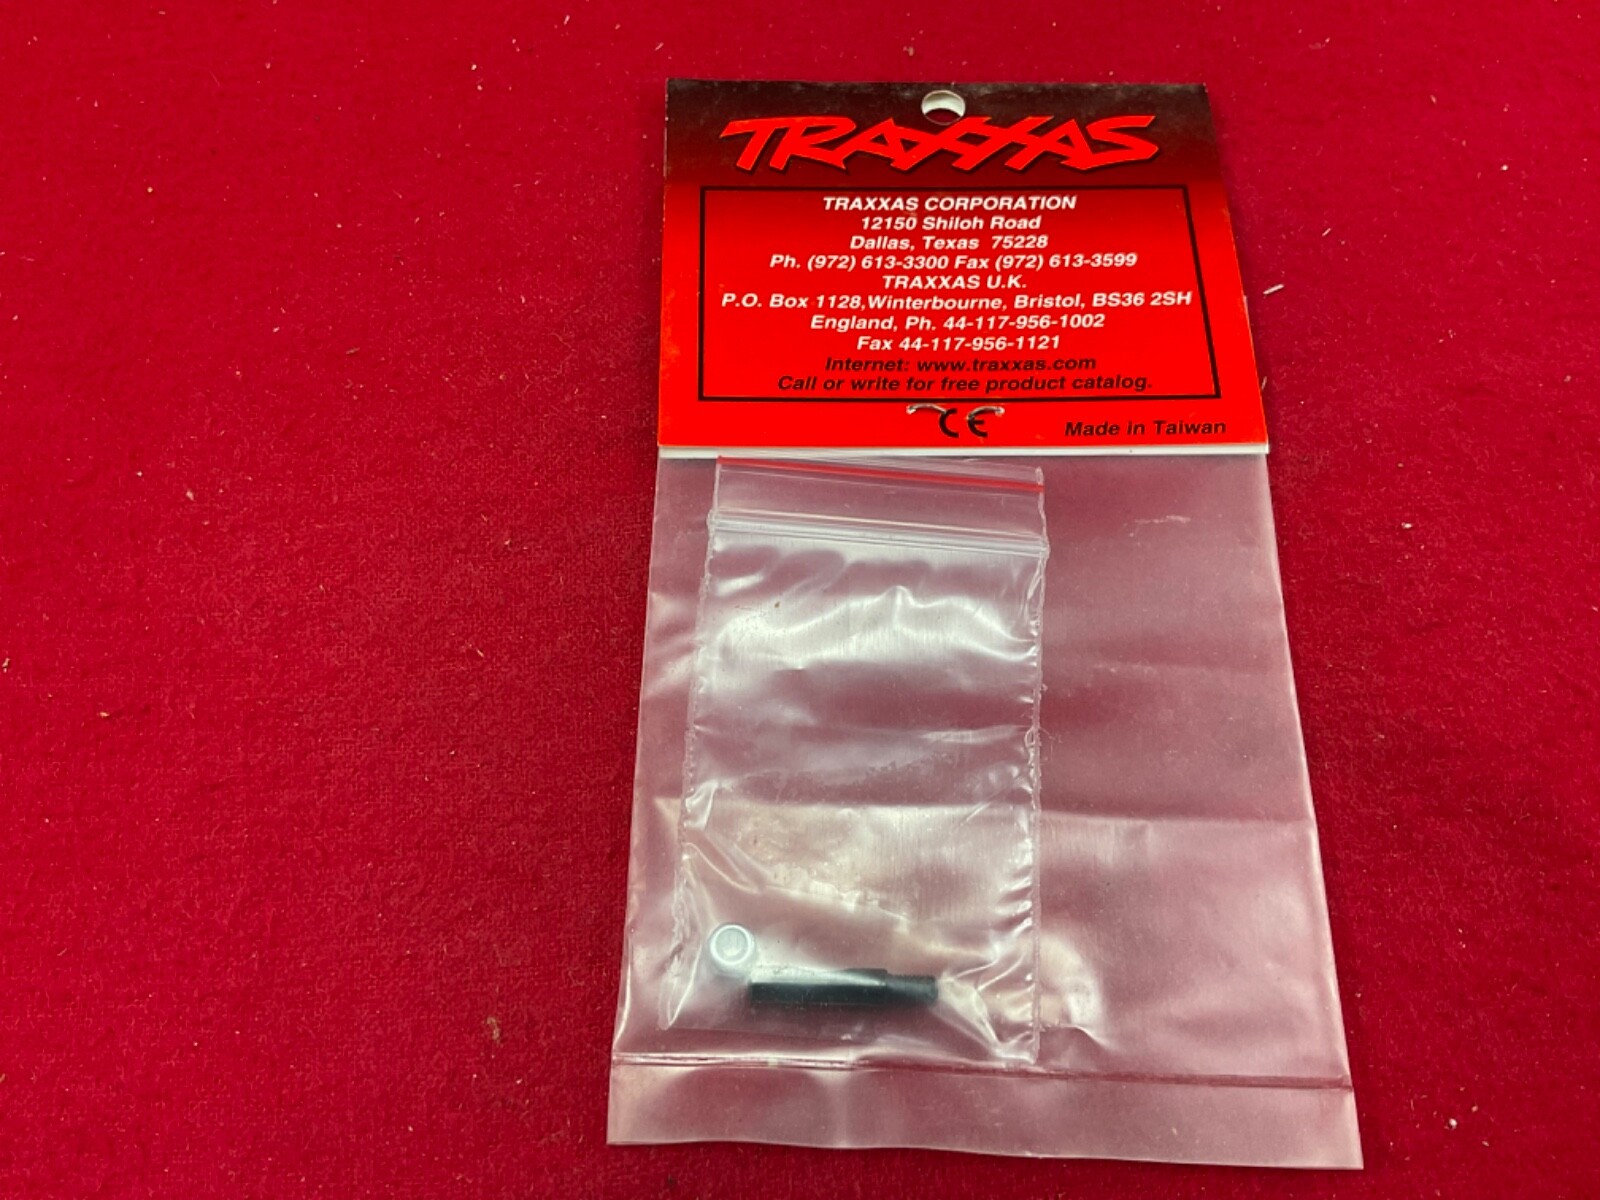 TRAXXAS
TRAXXAS CORPORATION
12150 Shiloh Road
Dallas, Texas 75228
Ph. (972) 613-3300 Fax (972) 613-3599
TRAXXAS U.K.
P.O. Box 1128,Winterbourne, Bristol, BS36 2SH
England, Ph. 44-117-956-1002
Fax 44-117-956-1121
Internet: www.traxxas.com
Call or write for free product catalog.
CE
Made in Taiwan